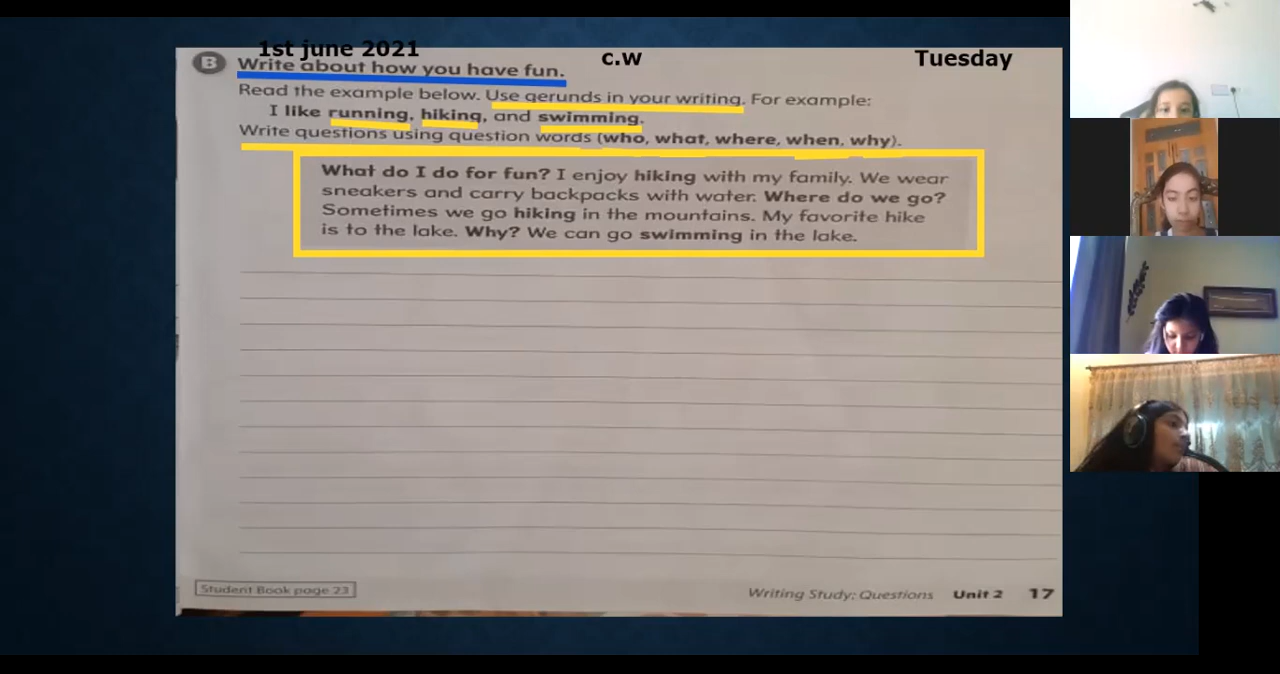 1st june 2021
c.w
Tuesday
B Write about how you have fun.
Read the example below. Use gerunds in your writing. For example:
I like running, hiking, and swimming.
Write questions using question words (who, what, where, when, why).
What do I do for fun? I enjoy hiking with my family. We wear
sneakers and carry backpacks with water. Where do we go?
Sometimes we go hiking in the mountains. My favorite hike
is to the lake. Why? We can go swimming in the lake.
Student Book page 23
Writing Study: Questions Unit 2 17